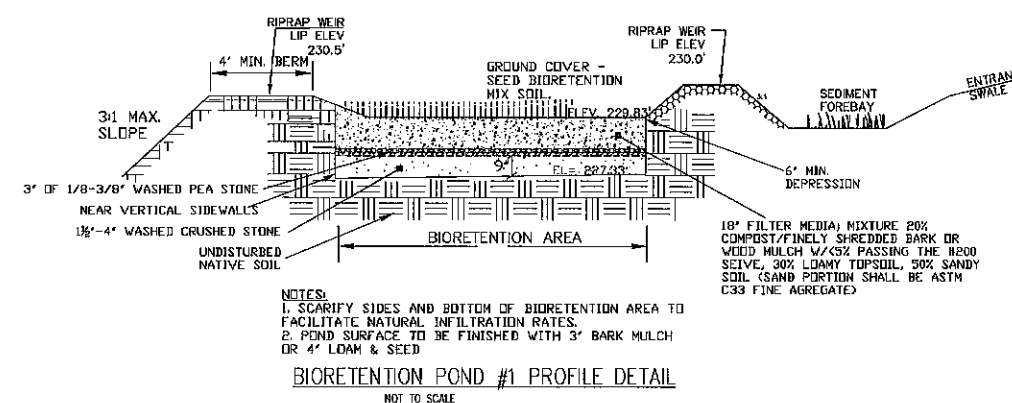 RIPRAP WEIR
LIP ELEV
230.5'
4' MIN. BERM
GROUND COVER -
SEED BIORETENTION
MIX SOIL.
RIPRAP WEIR
LIP ELEV
230.0'
ENTRAN
SWALE
SEDIMENT
FOREBAY
ELEV. 229.83'
3:1 MAX.
SLOPE
9"
EL= 227.33'
6" MIN.
DEPRESSION
3" OF 1/8-3/8" WASHED PEA STONE
NEAR VERTICAL SIDEWALLS
1½"-4" WASHED CRUSHED STONE
UNDISTURBED
NATIVE SOIL
BIORETENTION AREA
18" FILTER MEDIA; MIXTURE 20%
COMPOST/FINELY SHREDDED BARK OR
WOOD MULCH W/<5% PASSING THE #200
SEIVE, 30% LOAMY TOPSOIL, 50% SANDY
SOIL (SAND PORTION SHALL BE ASTM
C33 FINE AGREGATE)
NOTES:
1. SCARIFY SIDES AND BOTTOM OF BIORETENTION AREA TO
FACILITATE NATURAL INFILTRATION RATES.
2. POND SURFACE TO BE FINISHED WITH 3" BARK MULCH
OR 4" LOAM & SEED
BIORETENTION POND #1 PROFILE DETAIL
NOT TO SCALE